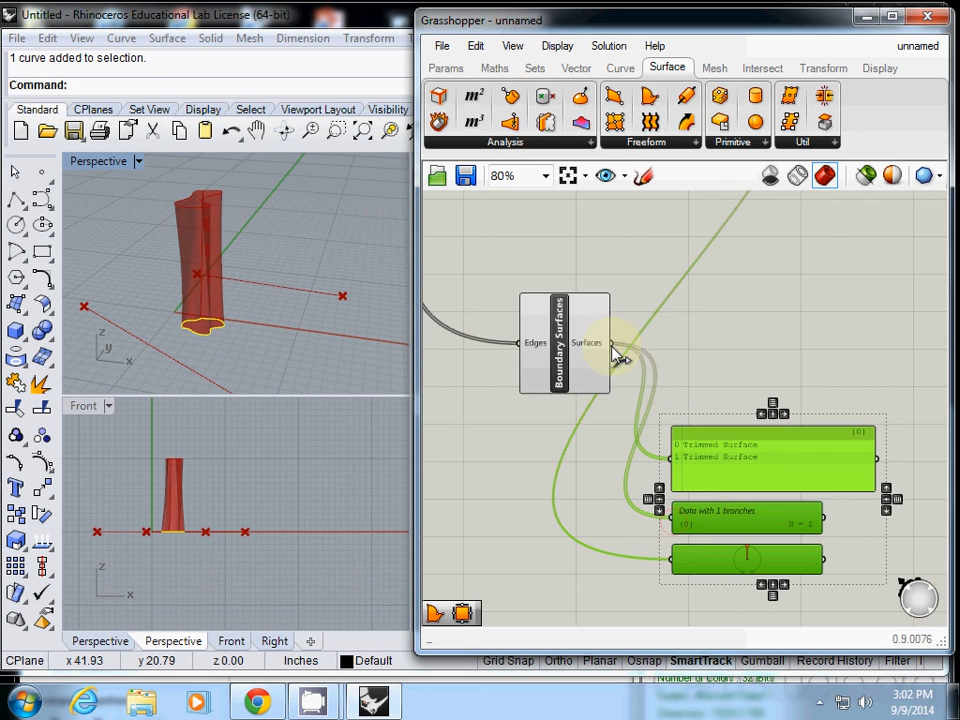 Untitled - Rhinoceros Educational Lab License (64-bit)
File Edit View Curve Surface Solid Mesh Dimension Transform
1 curve added to selection.
Command:
Standard CPlanes Set View Display Select Viewport Layout Visibility
Perspective
z
y
x
Front
z
x
Perspective Perspective Front Right
CPlane x 41.93 y 20.79 z 0.00 Inches Default Grid Snap Ortho Planar Osnap SmartTrack Gumball Record History Filter
Grasshopper - unnamed
File Edit View Display Solution Help unnamed
Params Maths Sets Vector Curve Surface Mesh Intersect Transform Display
m² m³
Analysis Freeform Primitive Util
80%
Edges Boundary Surfaces Surfaces
{0}
0 Trimmed Surface
1 Trimmed Surface
Data with 1 branches
{0} N = 2
0.9.0076
3:02 PM
9/9/2014